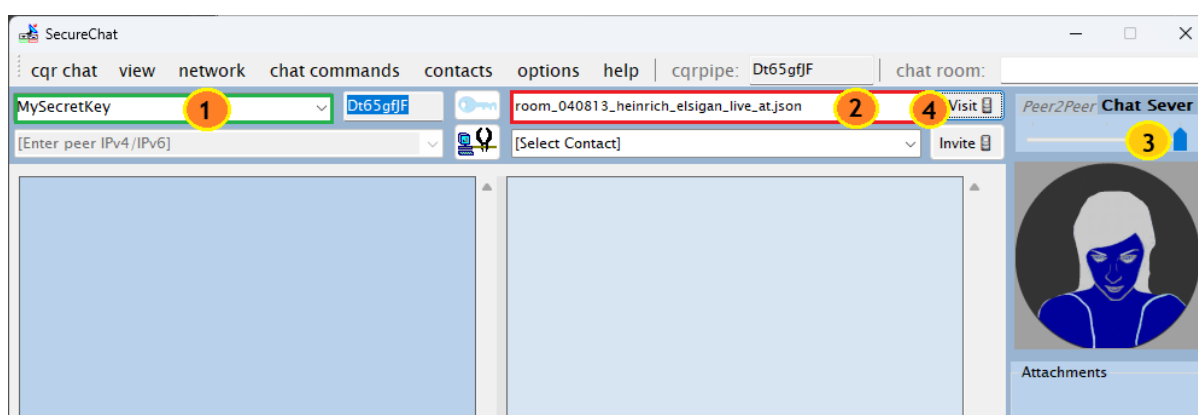 SecureChat
cqr chat view network chat commands contacts options help cqrpipe: Dt65gfJF chat room:
MySecretKey 1 Dt65gfJF room_040813_heinrich_elsigan_live_at.json 2 4 Visit Peer2Peer Chat Sever
[Enter peer IPv4/IPv6] [Select Contact] Invite 3
Attachments